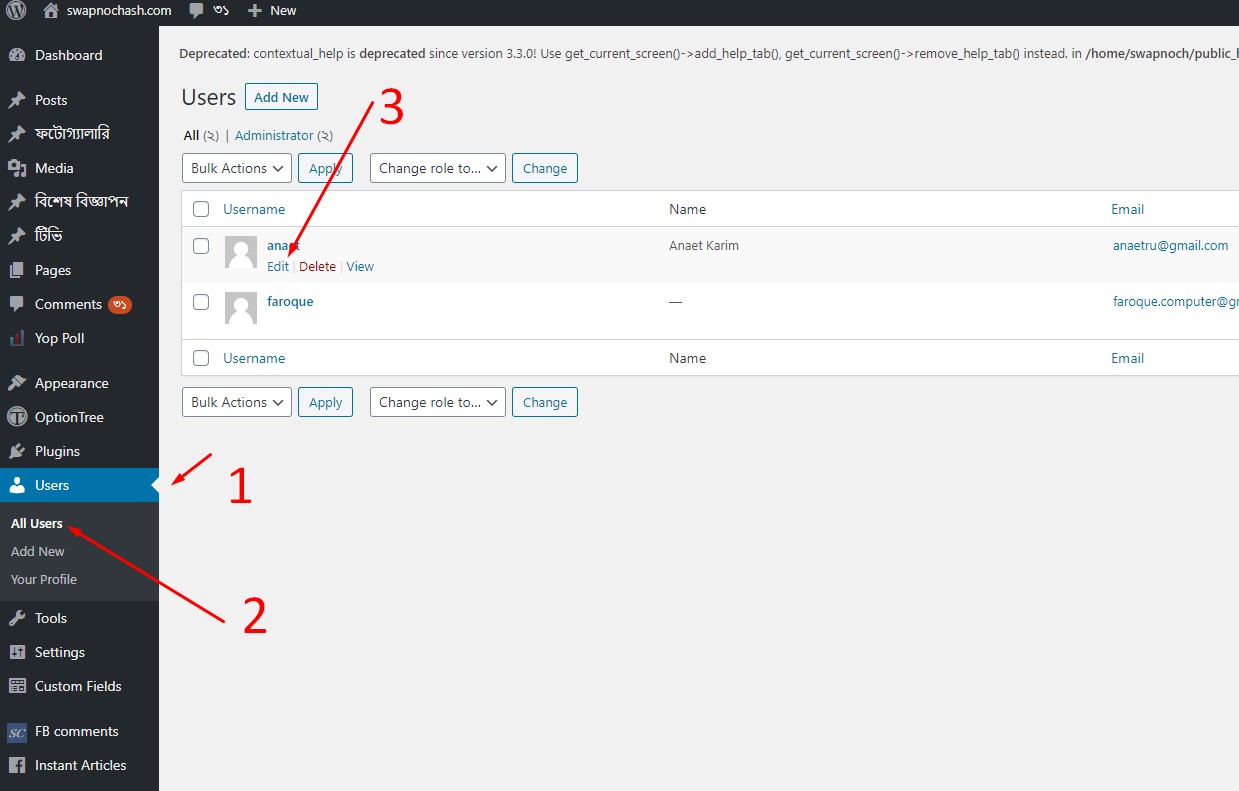 swapnochash.com ৩১ New
Dashboard
Posts
ফটোগ্যালারি
Media
বিশেষ বিজ্ঞাপন
টিভি
Pages
Comments ৩১
Yop Poll
Appearance
OptionTree
Plugins
Users
All Users
Add New
Your Profile
Tools
Settings
Custom Fields
SC FB comments
Instant Articles
Deprecated: contextual_help is deprecated since version 3.3.0! Use get_current_screen()->add_help_tab(), get_current_screen()->remove_help_tab() instead. in /home/swapnoch/public_h
Users Add New
3
All (২) | Administrator (২)
Bulk Actions Apply Change role to... Change
Username Name Email
anaet Anaet Karim anaetru@gmail.com
Edit | Delete | View
faroque — faroque.computer@gr
Username Name Email
Bulk Actions Apply Change role to... Change
1
2